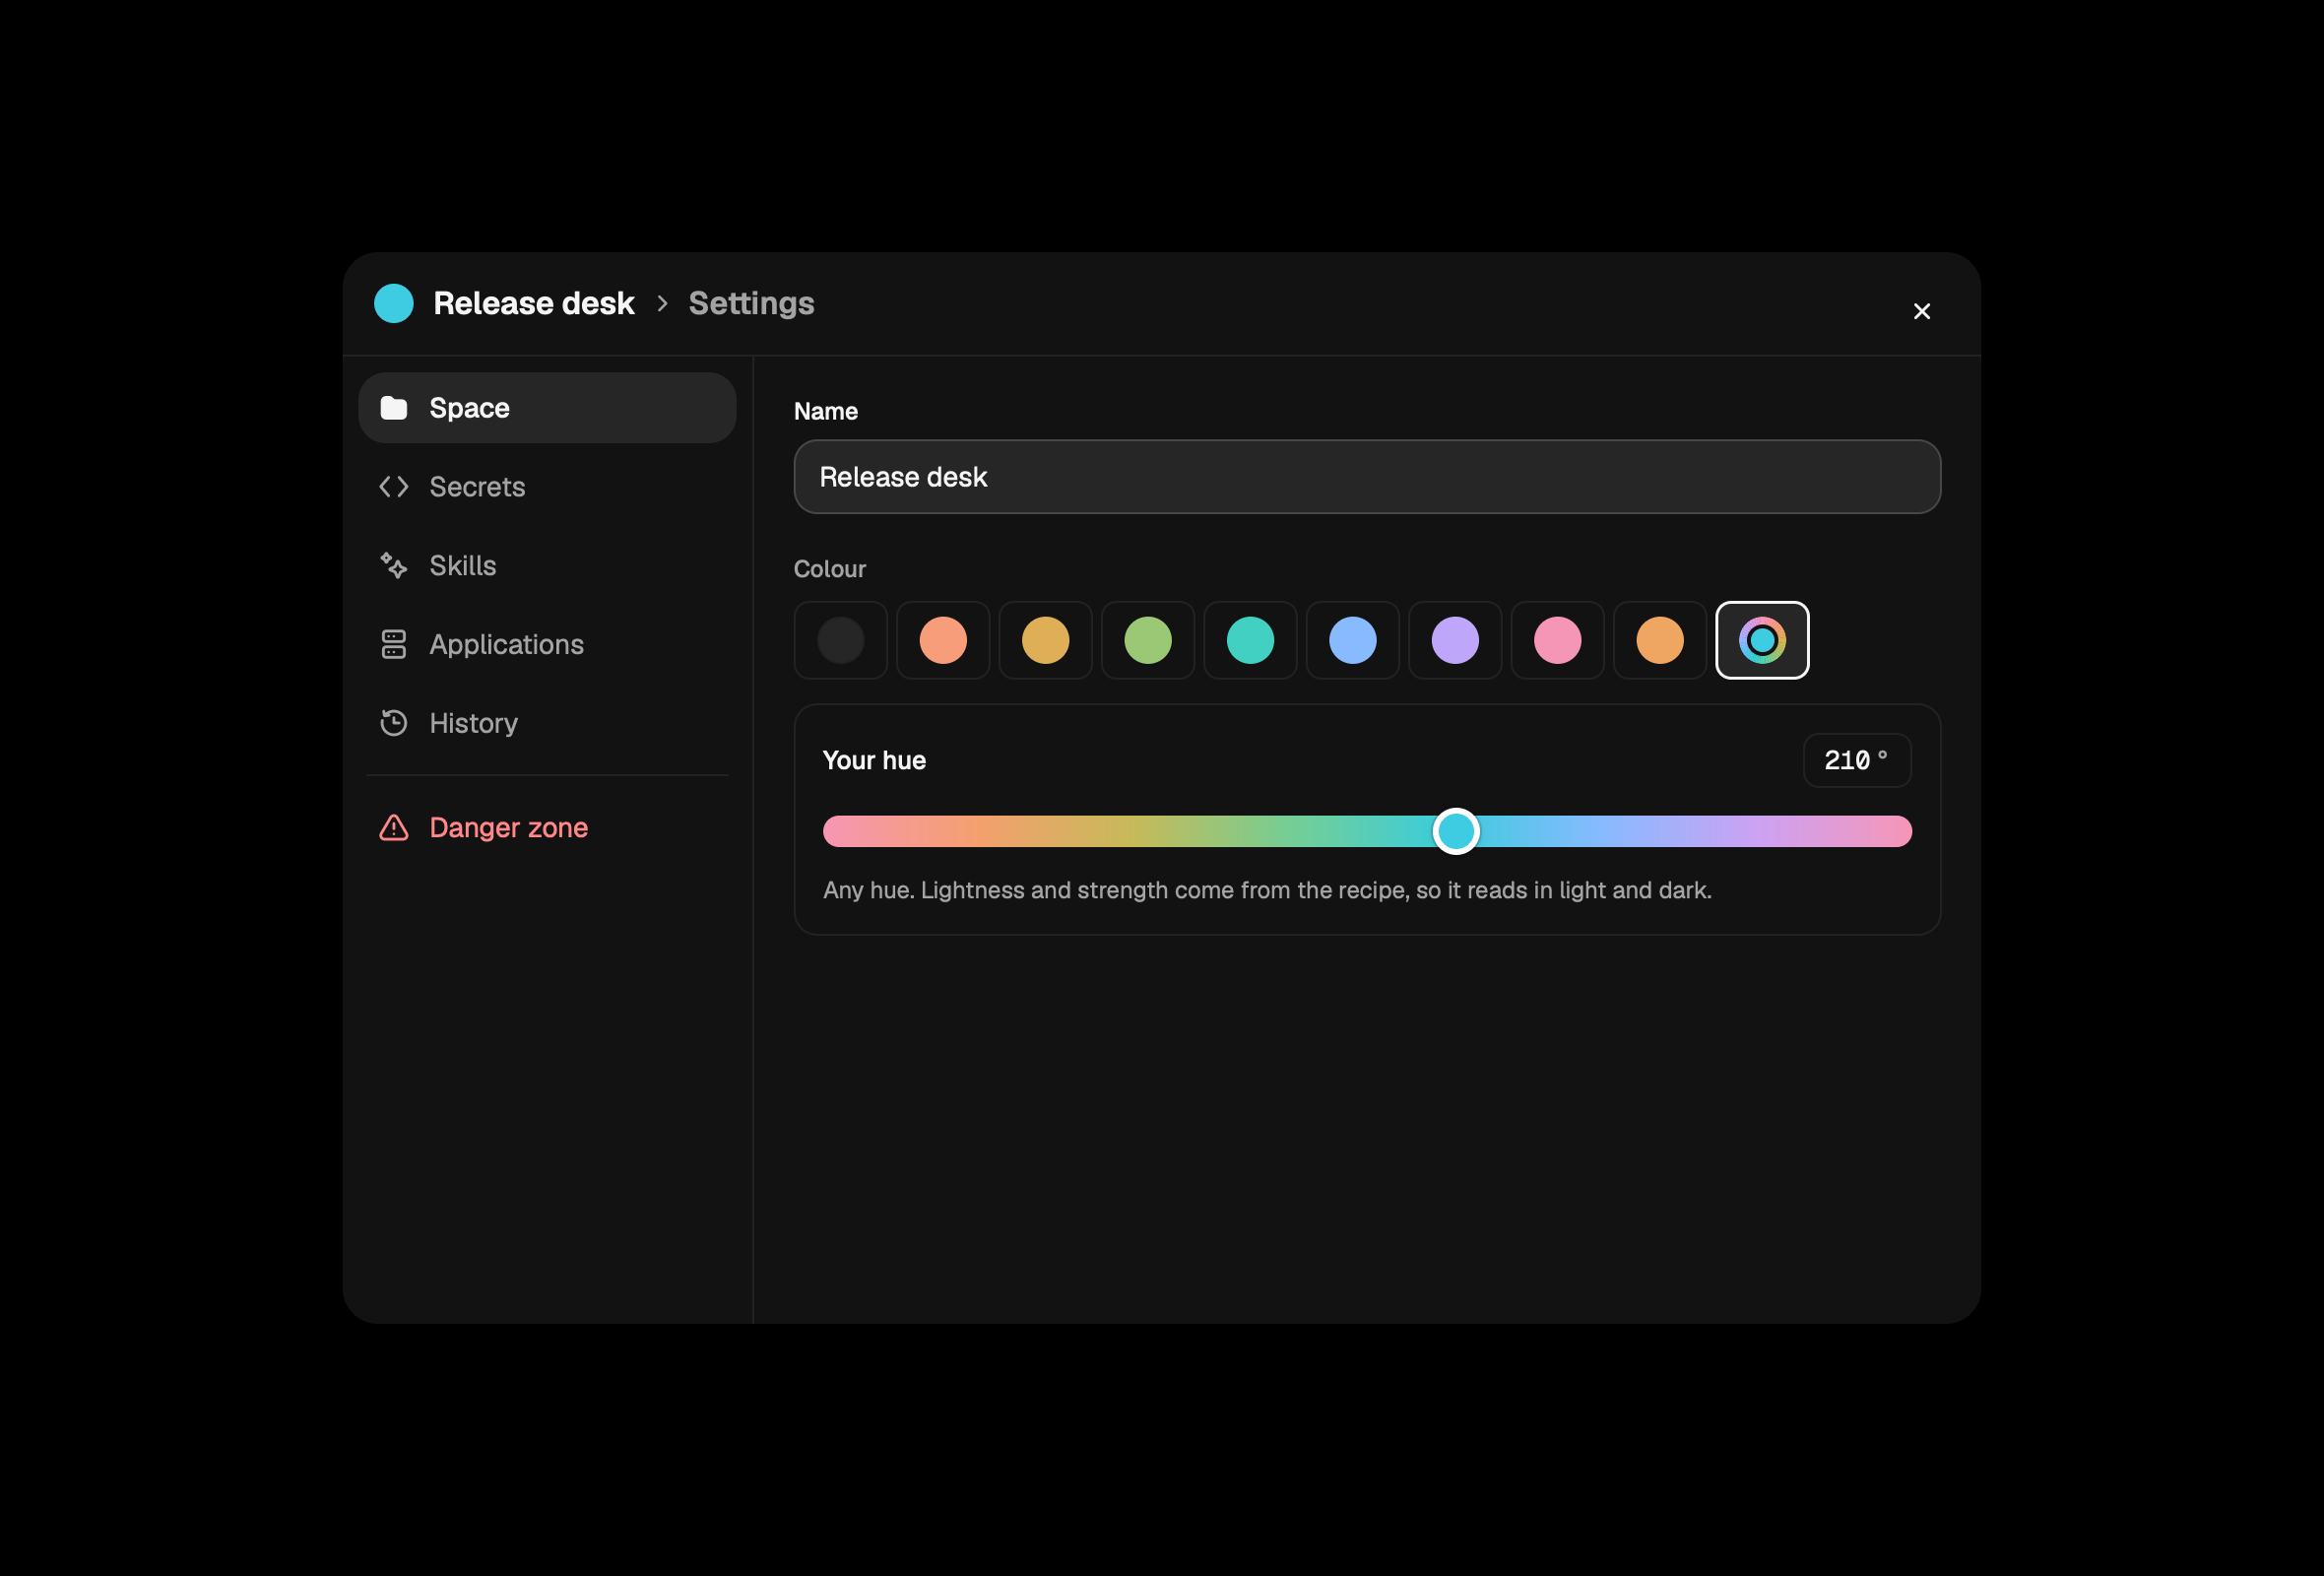 Release desk > Settings
Space
Secrets
Skills
Applications
History
Danger zone
Name
Release desk
Colour
Your hue
210 °
Any hue. Lightness and strength come from the recipe, so it reads in light and dark.